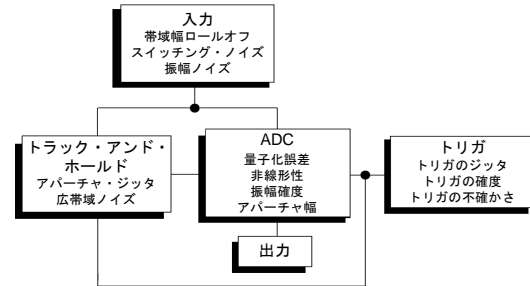 入力
帯域幅ロールオフ
スイッチング・ノイズ
振幅ノイズ
トラック・アンド・
ホールド
アパーチャ・ジッタ
広帯域ノイズ
ADC
量子化誤差
非線形性
振幅確度
アパーチャ幅
トリガ
トリガのジッタ
トリガの確度
トリガの不確かさ
出力